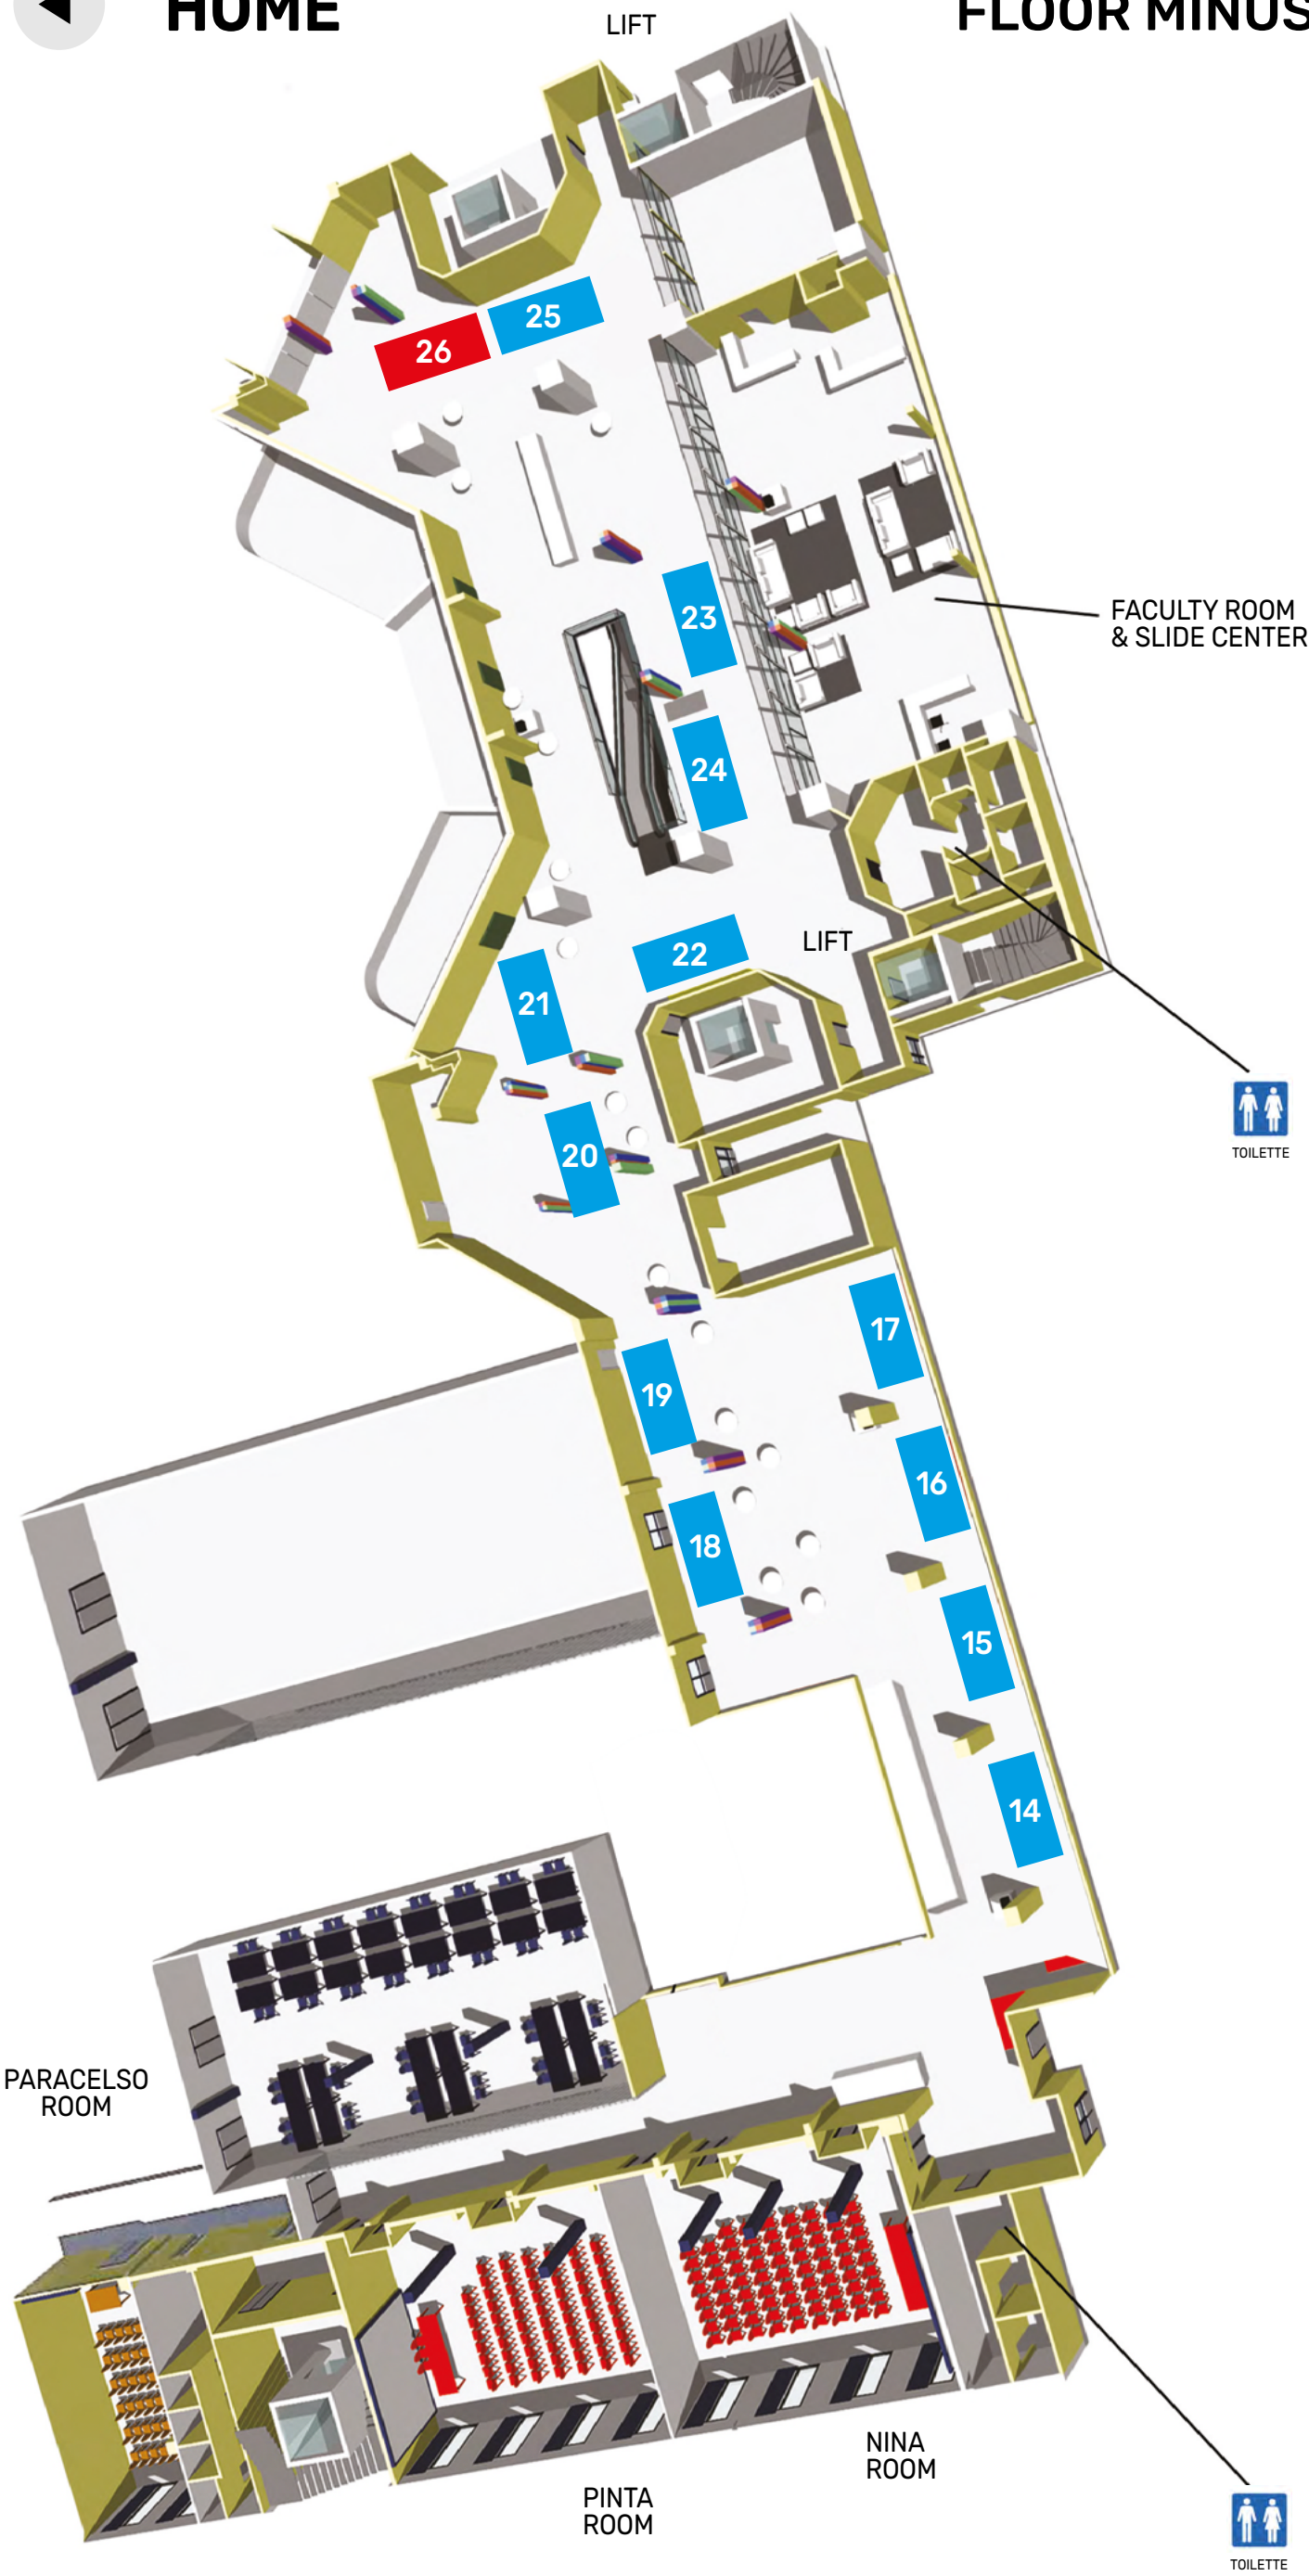 HOME
FLOOR MINUS
LIFT
25
26
23
FACULTY ROOM
& SLIDE CENTER
24
LIFT
22
21
20
TOILETTE
17
19
16
18
15
14
PARACELSO
ROOM
NINA
ROOM
PINTA
ROOM
TOILETTE